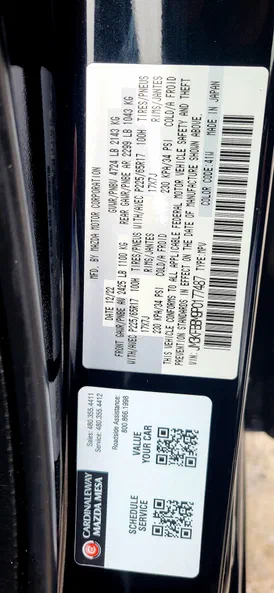 MFD. BY MAZDA MOTOR CORPORATION
12/22 GVWR/PNBV 4724 LB 2143 KG
FRONT GAWR/PNBE AV 2425 LB 1100 KG REAR GAWR/PNBE AR 2299 LB 1043 KG
WITH/AVEC P225/65R17 100H TIRES/PNEUS WITH/AVEC P225/65R17 100H TIRES/PNEUS
17X7J RIMS/JANTES 17X7J RIMS/JANTES
230 KPA/34 PSI COLD/A FROID 230 KPA/34 PSI COLD/A FROID
THIS VEHICLE CONFORMS TO ALL APPLICABLE FEDERAL MOTOR VEHICLE SAFETY AND THEFT
PREVENTION STANDARDS IN EFFECT ON THE DATE OF MANUFACTURE SHOWN ABOVE.
VIN: TYPE: MPV COLOR CODE: 41W MADE IN JAPAN
CARDINALEWAY
MAZDA MESA
Sales: 480.355.4411
Service: 480.355.4412
Roadside Assistance:
800.866.1998
SCHEDULE
SERVICE
VALUE
YOUR CAR